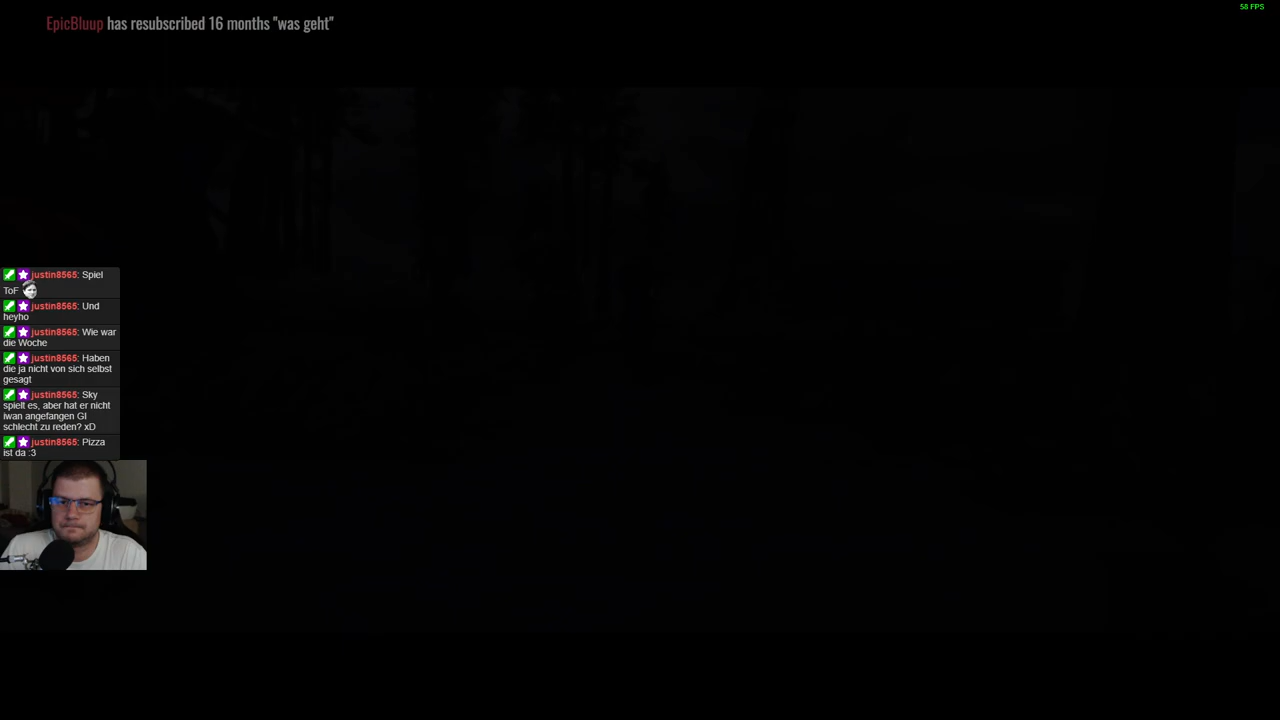 EpicBluup has resubscribed 16 months "was geht"
58 FPS
justin8565: Spiel
ToF
justin8565: Und
heyho
justin8565: Wie war
die Woche
justin8565: Haben
die ja nicht von sich selbst
gesagt
justin8565: Sky
spielt es, aber hat er nicht
iwan angefangen GI
schlecht zu reden? xD
justin8565: Pizza
ist da :3